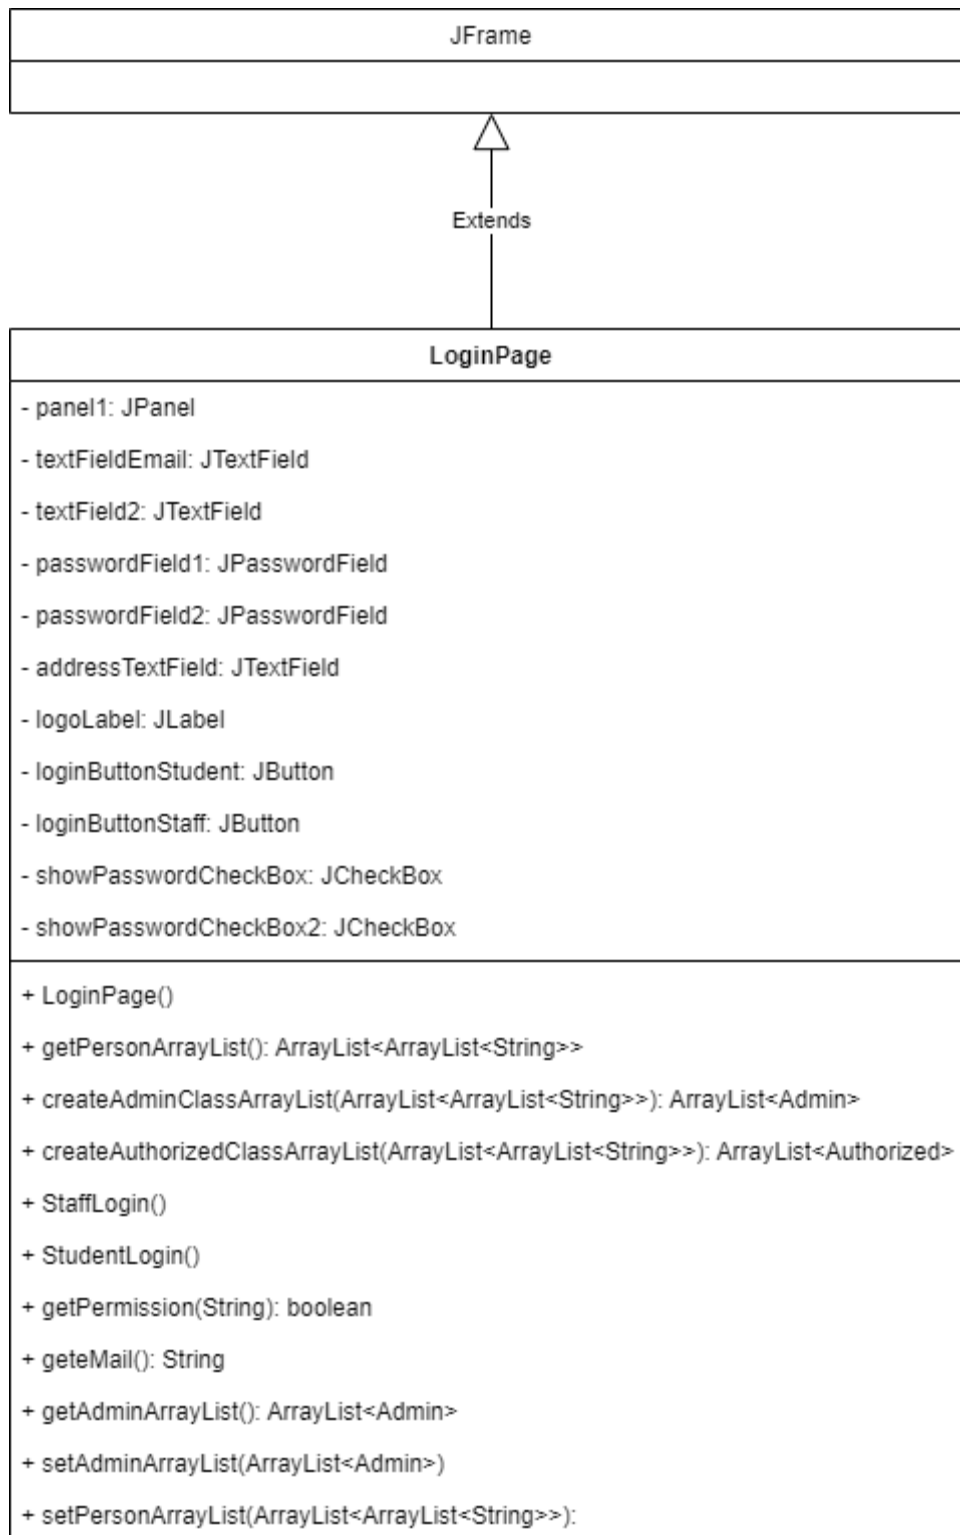 JFrame
Extends
LoginPage
- panel1: JPanel
- textFieldEmail: JTextField
- textField2: JTextField
- passwordField1: JPasswordField
- passwordField2: JPasswordField
- addressTextField: JTextField
- logoLabel: JLabel
- loginButtonStudent: JButton
- loginButtonStaff: JButton
- showPasswordCheckBox: JCheckBox
- showPasswordCheckBox2: JCheckBox
+ LoginPage()
+ getPersonArrayList(): ArrayList<ArrayList<String>>
+ createAdminClassArrayList(ArrayList<ArrayList<String>>): ArrayList<Admin>
+ createAuthorizedClassArrayList(ArrayList<ArrayList<String>>): ArrayList<Authorized>
+ StaffLogin()
+ StudentLogin()
+ getPermission(String): boolean
+ geteMail(): String
+ getAdminArrayList(): ArrayList<Admin>
+ setAdminArrayList(ArrayList<Admin>)
+ setPersonArrayList(ArrayList<ArrayList<String>>):